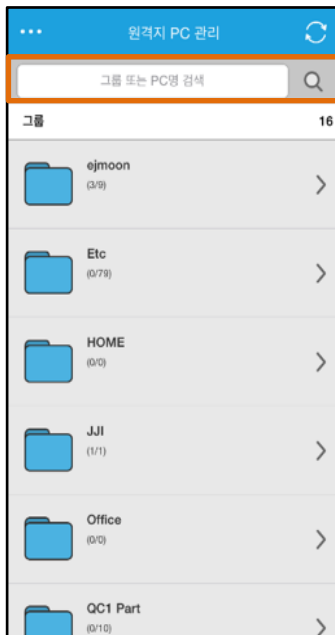 원격지 PC 관리
그룹 또는 PC명 검색
그룹 16
ejmoon
(3/9)
Etc
(0/79)
HOME
(0/0)
JJI
(1/1)
Office
(0/0)
QC1 Part
(0/10)